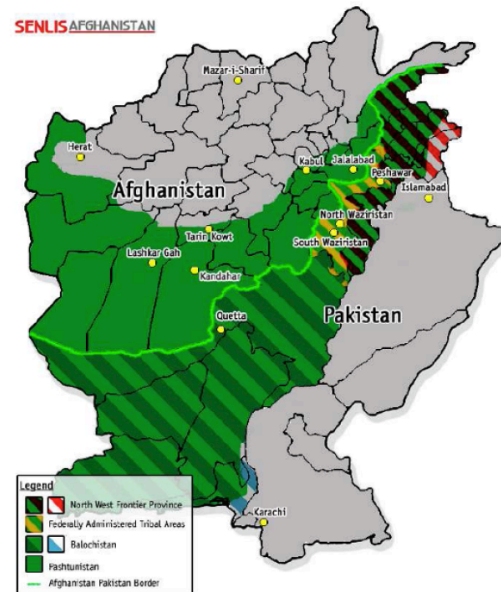 SENLIS AFGHANISTAN
Mazar-i-Sharif
Herat
Kabul
Jalalabad
Peshawar
Afghanistan
Islamabad
North Waziristan
Tarin Kowt
South Waziristan
Lashkar Gah
Kandahar
Pakistan
Quetta
Karachi
Legend
North West Frontier Province
Federally Administered Tribal Areas
Balochistan
Pashtunistan
Afghanistan Pakistan Border